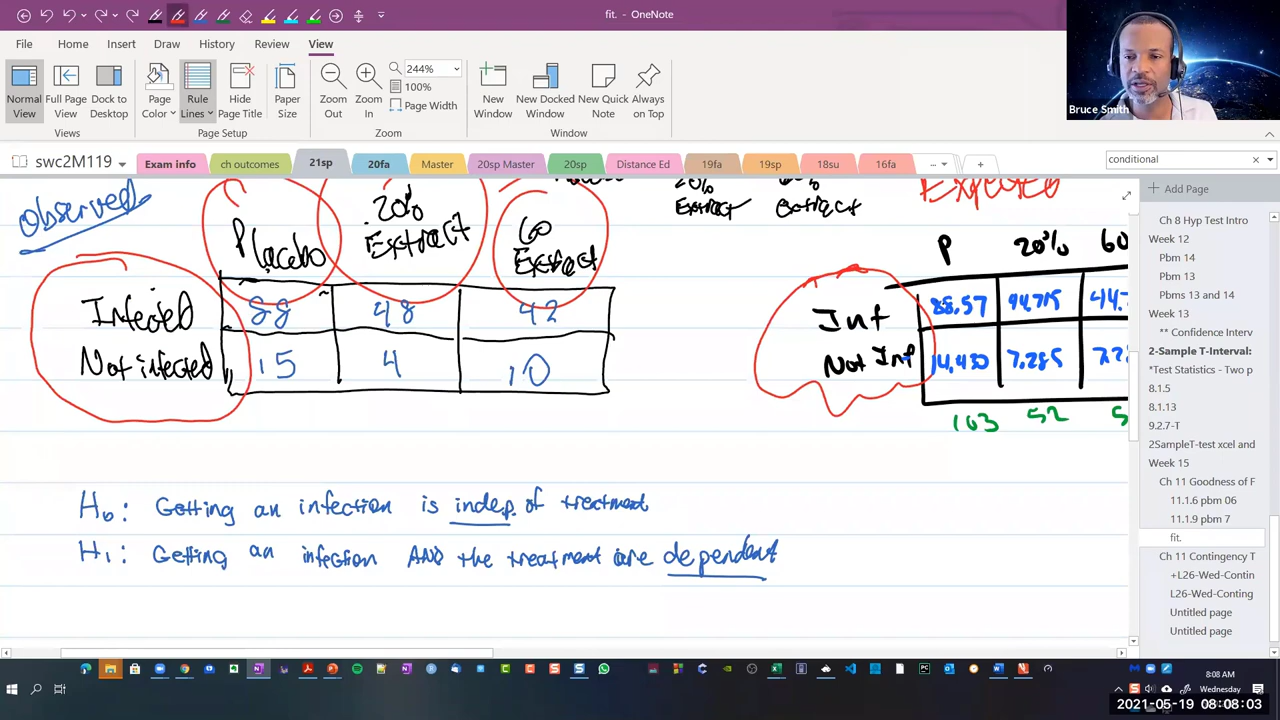 fit. - OneNote
File Home Insert Draw History Review View
Normal View
Full Page View
Dock to Desktop
Page Color
Rule Lines
Hide Page Title
Paper Size
Zoom Out
Zoom In
244%
100%
Page Width
New Window
New Docked Window
New Quick Note
Always on Top
Views
Page Setup
Zoom
Window
Bruce Smith
swc2M119
Exam info ch outcomes 21sp 20fa Master 20sp Master 20sp Distance Ed 19fa 19sp 18su 16fa
conditional
Add Page
Ch 8 Hyp Test Intro
Week 12
Pbm 14
Pbm 13
Pbms 13 and 14
Week 13
** Confidence Interv
2-Sample T-Interval:
*Test Statistics - Two p
8.1.5
8.1.13
9.2.7-T
2SampleT-test xcel and
Week 15
Ch 11 Goodness of F
11.1.6 pbm 06
11.1.9 pbm 7
fit.
Ch 11 Contingency T
+L26-Wed-Contin
L26-Wed-Conting
Untitled page
Untitled page
Observed
Placebo
20%
Extract
60
Extract
Infected 88 48 42
Not infected 15 4 10
20%
Extract
Extract
Expected
P 20% 60
Inf 88.57 44.715 44.7
Not Inf 14.430 7.285 7.2
103 52 5
H0: Getting an infection is indep. of treatment
H1: Getting an infection AND the treatment are dependent
8:08 AM
Wednesday
2021-05-19 08:08:03